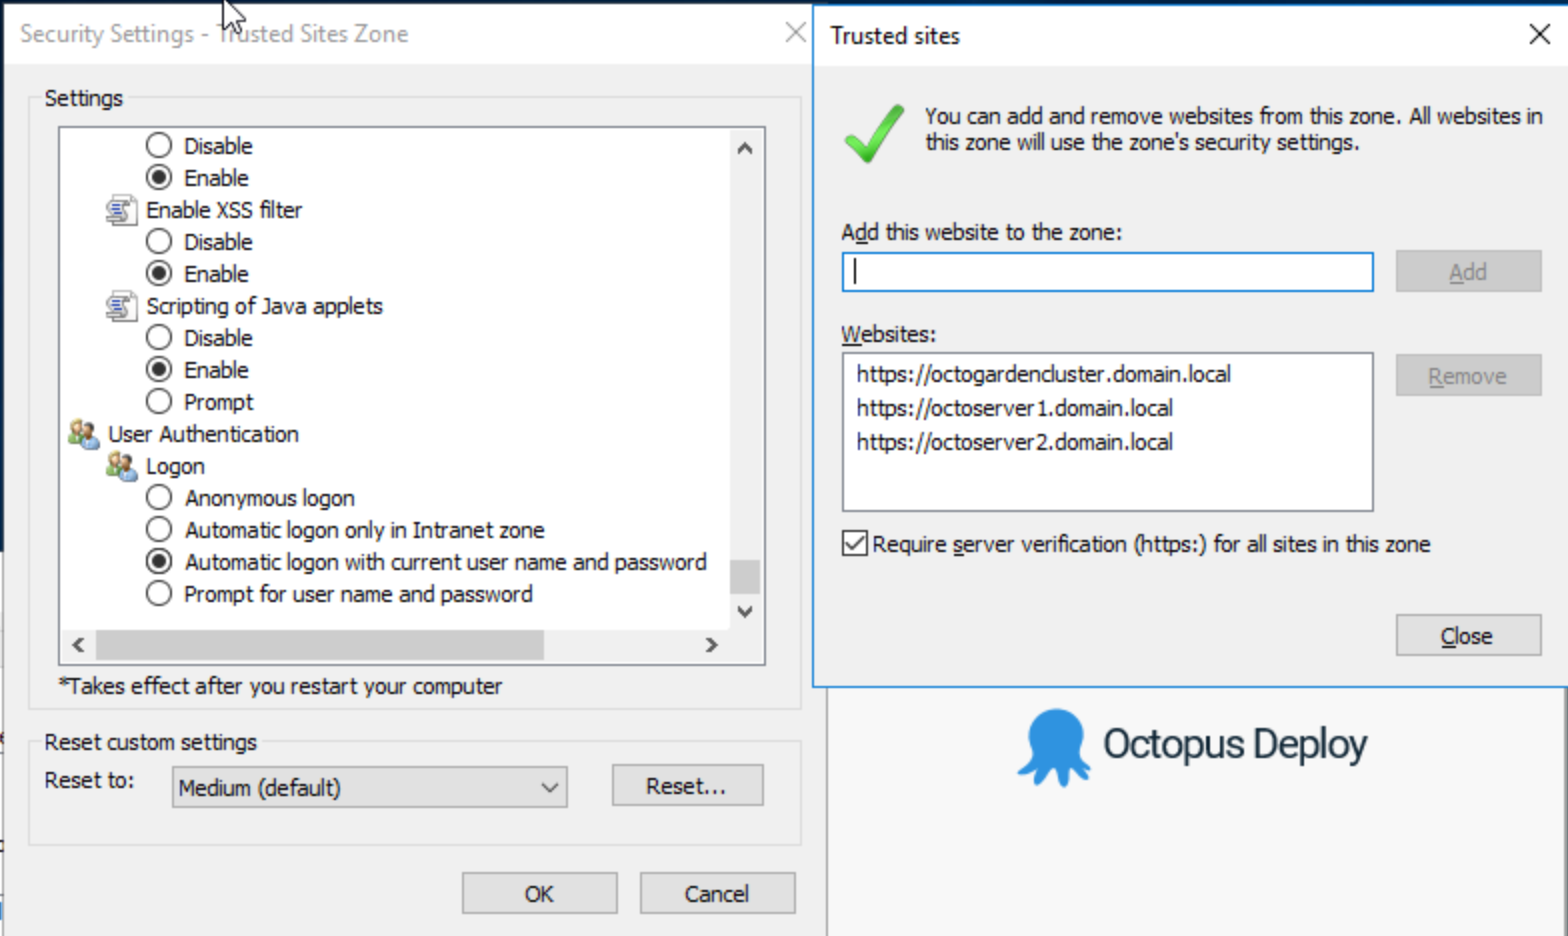 Security Settings - Trusted Sites Zone
Settings
Disable
Enable
Enable XSS filter
Disable
Enable
Scripting of Java applets
Disable
Enable
Prompt
User Authentication
Logon
Anonymous logon
Automatic logon only in Intranet zone
Automatic logon with current user name and password
Prompt for user name and password
*Takes effect after you restart your computer
Reset custom settings
Reset to:
Medium (default)
Reset...
OK
Cancel
Trusted sites
You can add and remove websites from this zone. All websites in
this zone will use the zone's security settings.
Add this website to the zone:
Add
Websites:
https://octogardencluster.domain.local
https://octoserver1.domain.local
https://octoserver2.domain.local
Remove
Require server verification (https:) for all sites in this zone
Close
Octopus Deploy